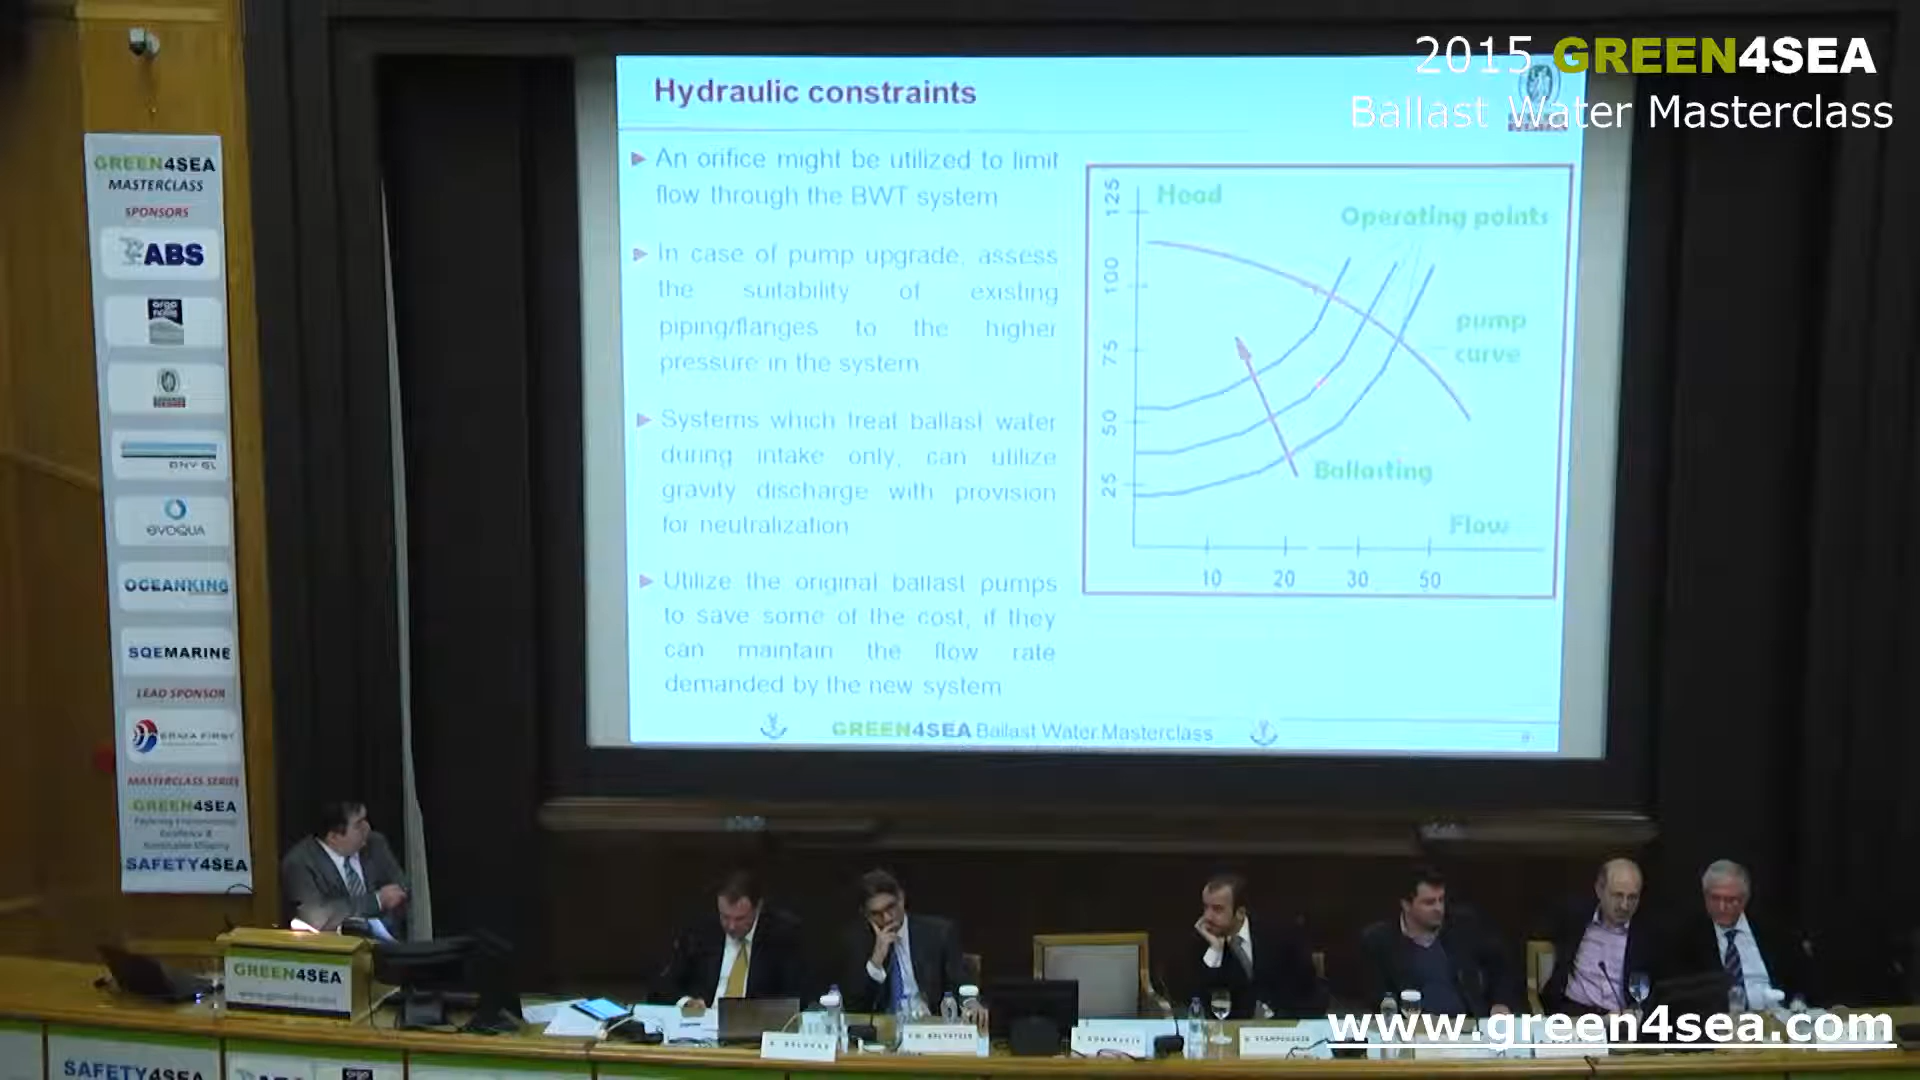 2015 GREEN4SEA
Ballast Water Masterclass
Hydraulic constraints
An orifice might be utilized to limit
flow through the BWT system
In case of pump upgrade, assess
the suitability of existing
piping/flanges to the higher
pressure in the system
Systems which treat ballast water
during intake only, can utilize
gravity discharge with provision
for neutralization
Utilize the original ballast pumps
to save some of the cost, if they
can maintain the flow rate
demanded by the new system
Head
Operating points
pump
curve
Ballasting
Flow
125
100
75
50
25
10 20 30 50
GREEN4SEA Ballast Water Masterclass
GREEN4SEA
MASTERCLASS
SPONSORS
ABS
DNV GL
evoqua
OCEANKING
SQEMARINE
LEAD SPONSOR
ERMA FIRST
MASTERCLASS SERIES
GREEN4SEA
SAFETY4SEA
GREEN4SEA
SAFETY4SEA
www.green4sea.com